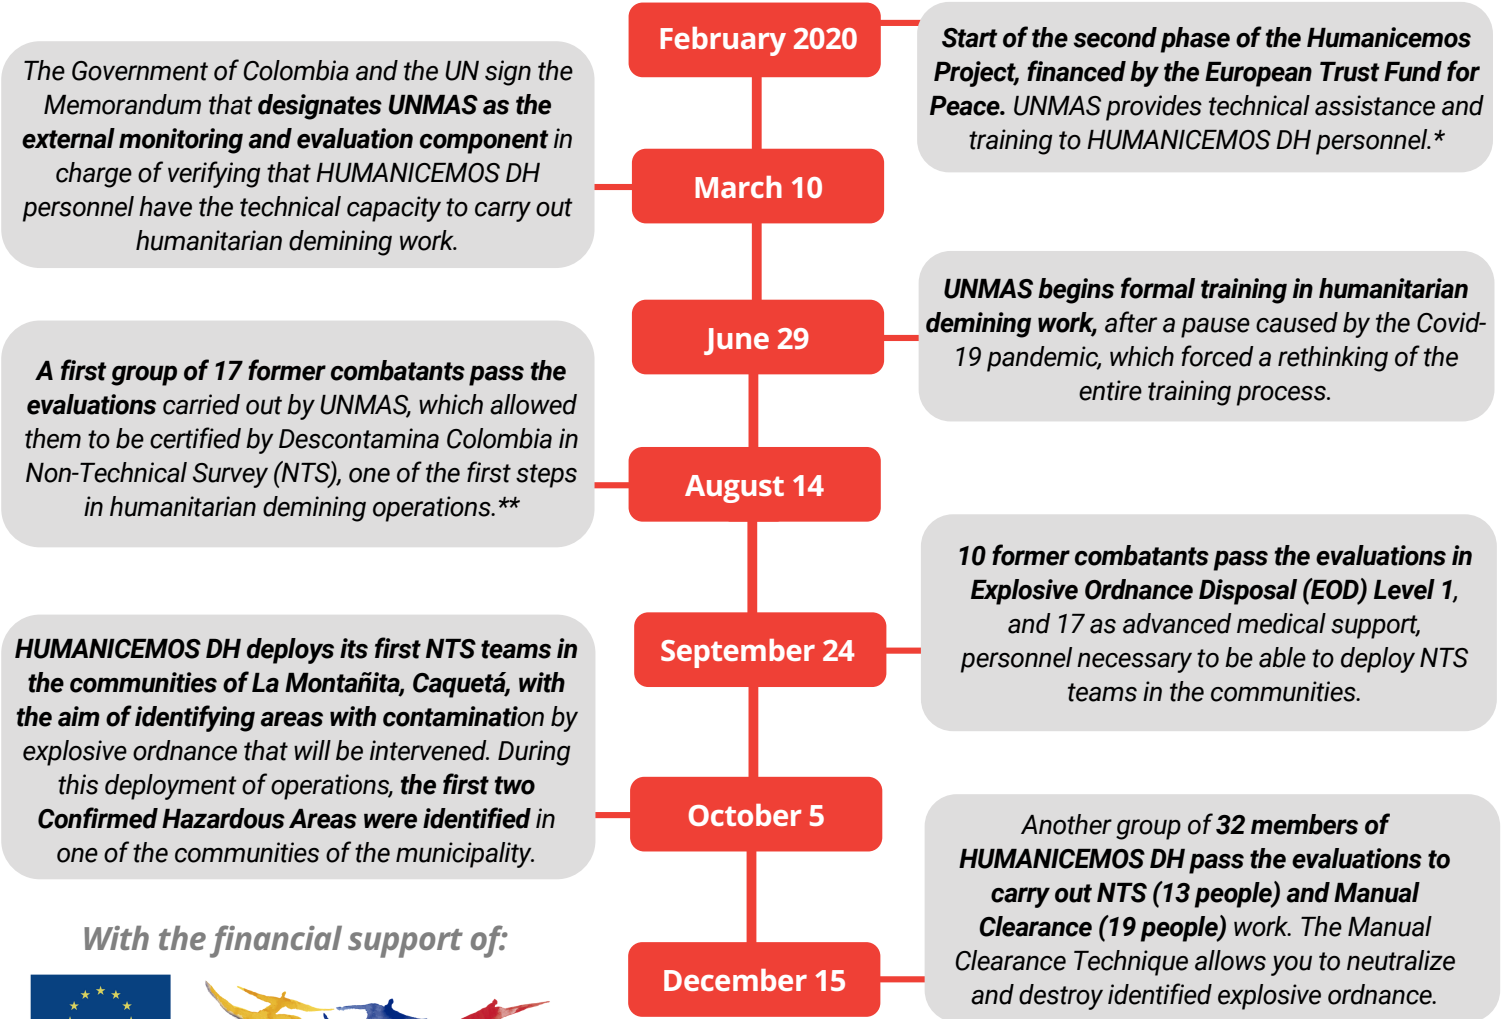 February 2020
Start of the second phase of the Humanicemos
Project, financed by the European Trust Fund for
Peace. UNMAS provides technical assistance and
training to HUMANICEMOS DH personnel.*
The Government of Colombia and the UN sign the
Memorandum that designates UNMAS as the
external monitoring and evaluation component in
charge of verifying that HUMANICEMOS DH
personnel have the technical capacity to carry out
humanitarian demining work.
March 10
June 29
UNMAS begins formal training in humanitarian
demining work, after a pause caused by the Covid-
19 pandemic, which forced a rethinking of the
entire training process.
A first group of 17 former combatants pass the
evaluations carried out by UNMAS, which allowed
them to be certified by Descontamina Colombia in
Non-Technical Survey (NTS), one of the first steps
in humanitarian demining operations.**
August 14
September 24
10 former combatants pass the evaluations in
Explosive Ordnance Disposal (EOD) Level 1,
and 17 as advanced medical support,
personnel necessary to be able to deploy NTS
teams in the communities.
HUMANICEMOS DH deploys its first NTS teams in
the communities of La Montañita, Caquetá, with
the aim of identifying areas with contamination by
explosive ordnance that will be intervened. During
this deployment of operations, the first two
Confirmed Hazardous Areas were identified in
one of the communities of the municipality.
October 5
December 15
Another group of 32 members of
HUMANICEMOS DH pass the evaluations to
carry out NTS (13 people) and Manual
Clearance (19 people) work. The Manual
Clearance Technique allows you to neutralize
and destroy identified explosive ordnance.
With the financial support of: